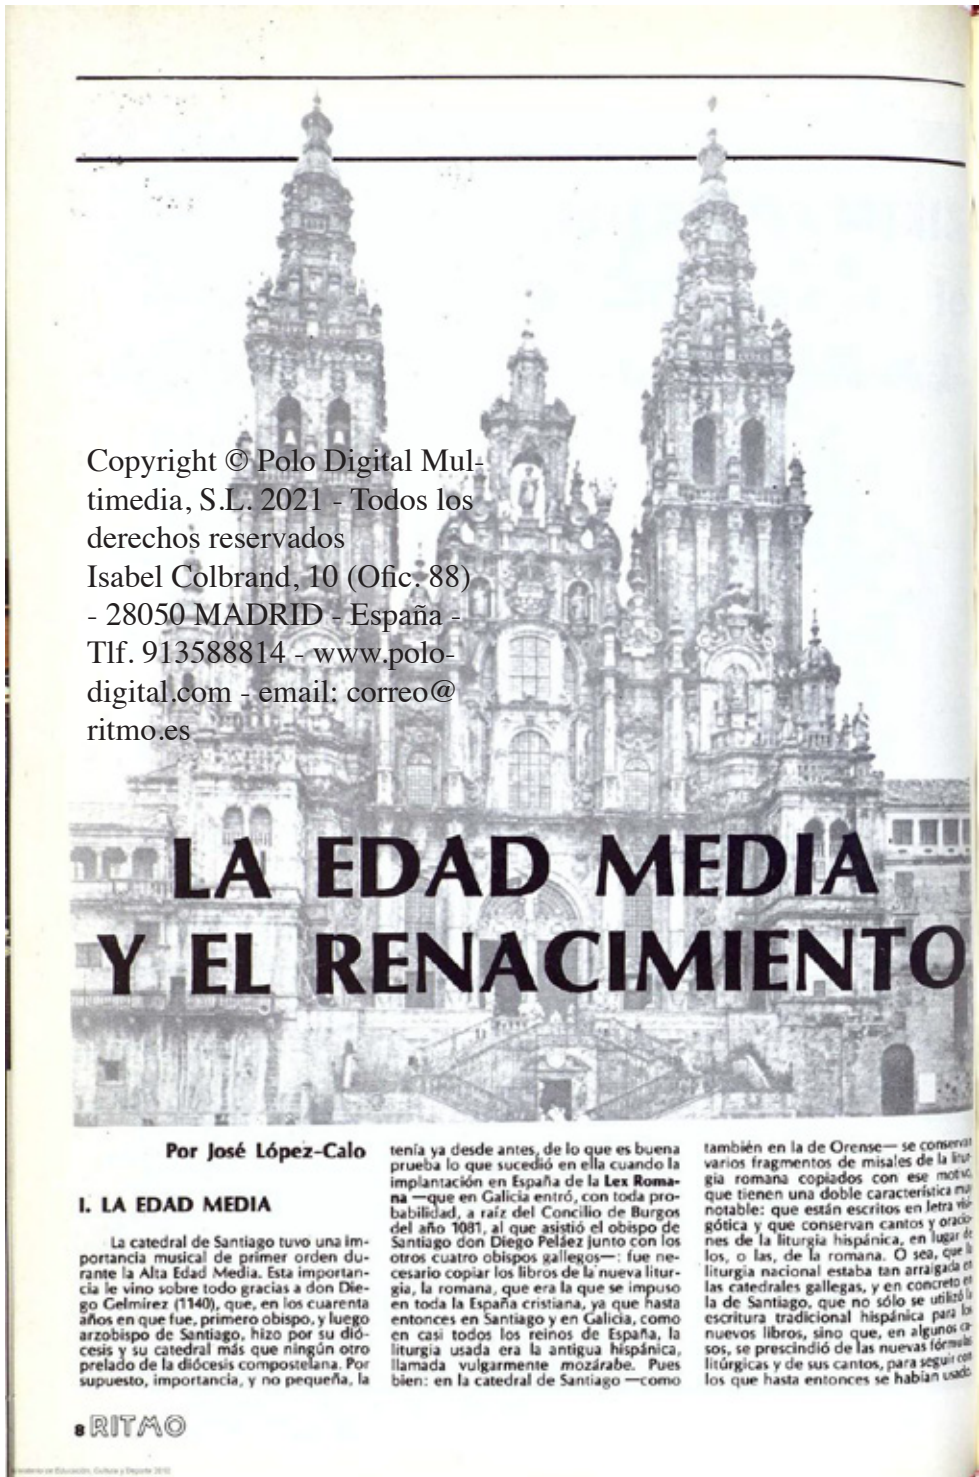 Copyright © Polo Digital Mul-
timedia, S.L. 2021 - Todos los
derechos reservados
Isabel Colbrand, 10 (Ofic. 88)
- 28050 MADRID - España -
Tlf. 913588814 - www.polo-
digital.com - email: correo@
ritmo.es
LA EDAD MEDIA
Y EL RENACIMIENTO
Por José López-Calo
I. LA EDAD MEDIA
La catedral de Santiago tuvo una im-
portancia musical de primer orden du-
rante la Alta Edad Media. Esta importan-
cia le vino sobre todo gracias a don Die-
go Gelmírez (1140), que, en los cuarenta
años en que fue, primero obispo, y luego
arzobispo de Santiago, hizo por su dió-
cesis y su catedral más que ningún otro
prelado de la diócesis compostelana. Por
supuesto, importancia, y no pequeña, la
tenía ya desde antes, de lo que es buena
prueba lo que sucedió en ella cuando la
implantación en España de la Lex Roma-
na —que en Galicia entró, con toda pro-
babilidad, a raíz del Concilio de Burgos
del año 1081, al que asistió el obispo de
Santiago don Diego Peláez junto con los
otros cuatro obispos gallegos—: fue ne-
cesario copiar los libros de la nueva litur-
gia, la romana, que era la que se impuso
en toda la España cristiana, ya que hasta
entonces en Santiago y en Galicia, como
en casi todos los reinos de España, la
liturgia usada era la antigua hispánica,
llamada vulgarmente mozárabe. Pues
bien: en la catedral de Santiago —como
también en la de Orense— se conservan
varios fragmentos de misales de la litur-
gia romana copiados con ese motivo,
que tienen una doble característica muy
notable: que están escritos en letra visi-
gótica y que conservan cantos y oracio-
nes de la liturgia hispánica, en lugar de
los, o las, de la romana. O sea, que la
liturgia nacional estaba tan arraigada en
las catedrales gallegas, y en concreto en
la de Santiago, que no sólo se utilizó la
escritura tradicional hispánica para los
nuevos libros, sino que, en algunos ca-
sos, se prescindió de las nuevas fórmulas
litúrgicas y de sus cantos, para seguir con
los que hasta entonces se habían usado.
8 RITMO
Ministerio de Educación, Cultura y Deporte 2012